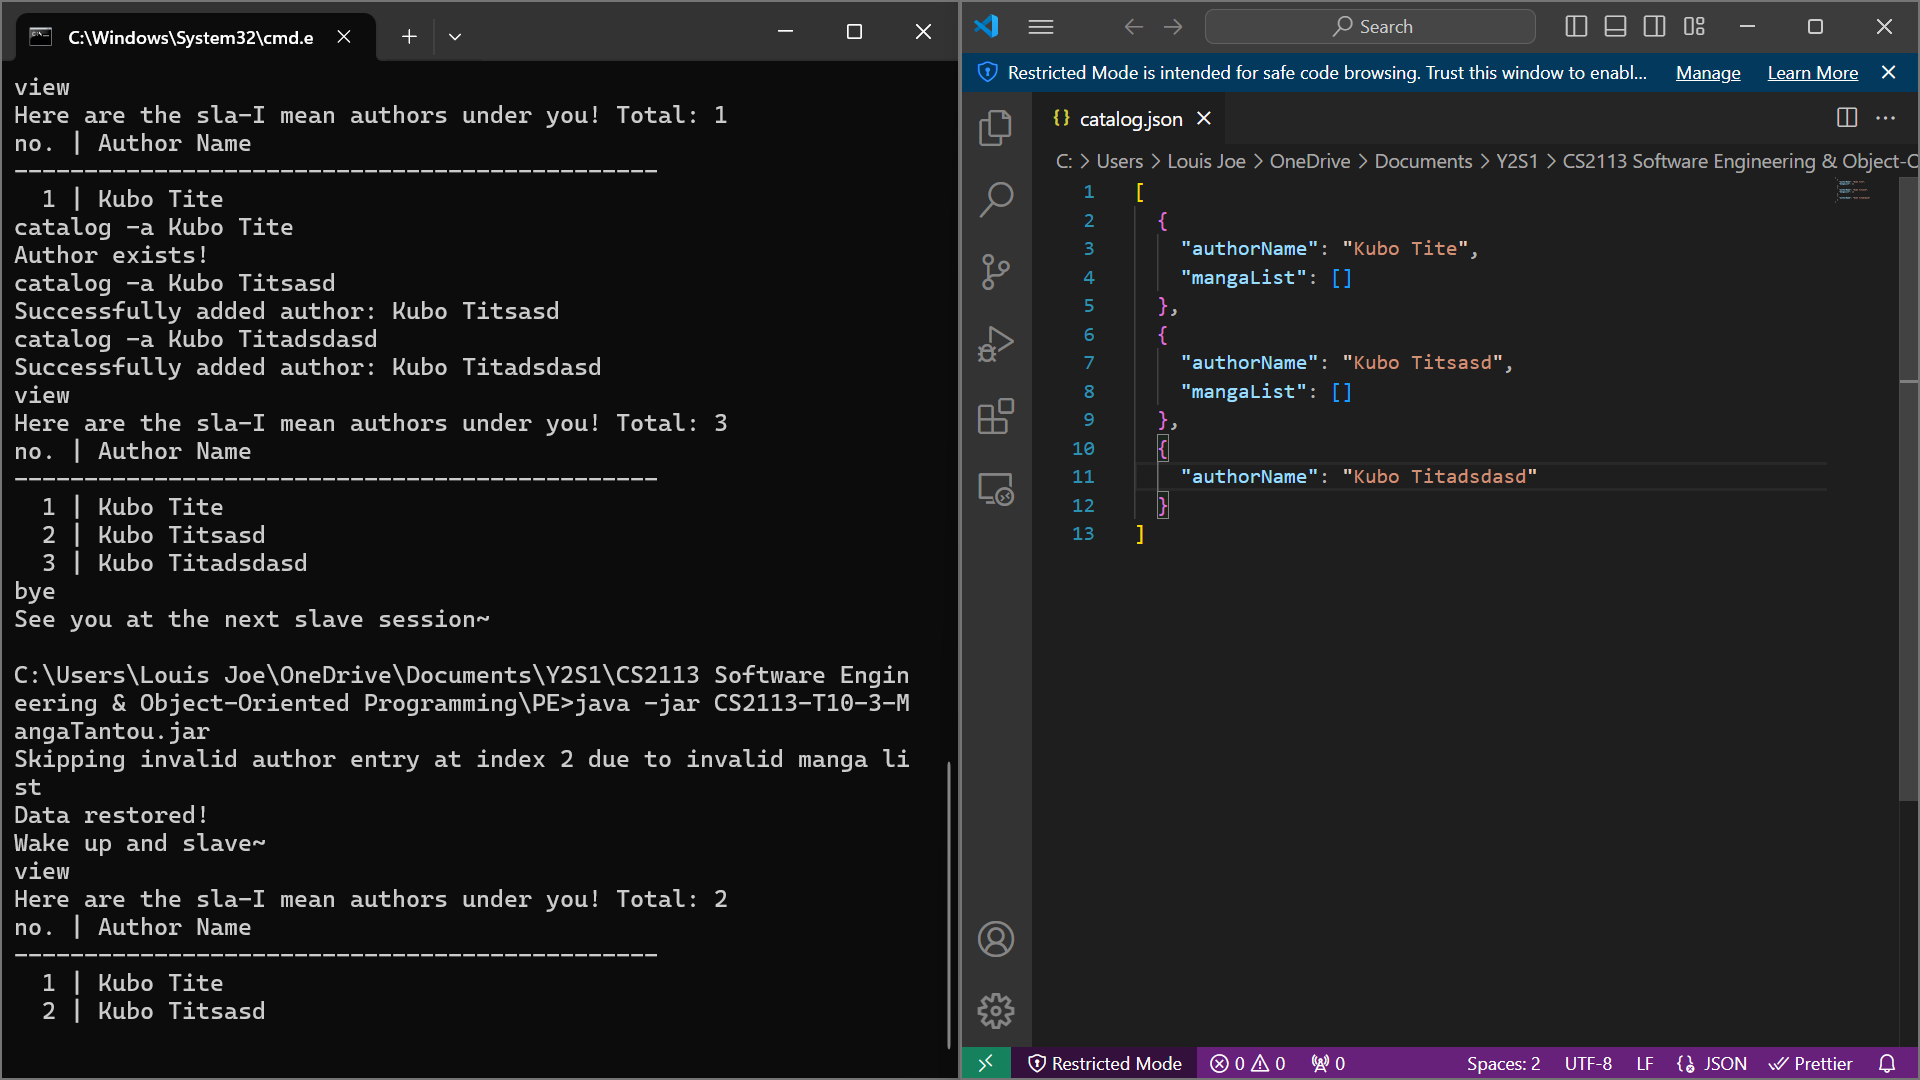 C:\Windows\System32\cmd.e
view
Here are the sla-I mean authors under you! Total: 1
no. | Author Name
----------------------------------------------
1 | Kubo Tite
catalog -a Kubo Tite
Author exists!
catalog -a Kubo Titsasd
Successfully added author: Kubo Titsasd
catalog -a Kubo Titadsdasd
Successfully added author: Kubo Titadsdasd
view
Here are the sla-I mean authors under you! Total: 3
no. | Author Name
----------------------------------------------
1 | Kubo Tite
2 | Kubo Titsasd
3 | Kubo Titadsdasd
bye
See you at the next slave session~
C:\Users\Louis Joe\OneDrive\Documents\Y2S1\CS2113 Software Engin
eering & Object-Oriented Programming\PE>java -jar CS2113-T10-3-M
angaTantou.jar
Skipping invalid author entry at index 2 due to invalid manga li
st
Data restored!
Wake up and slave~
view
Here are the sla-I mean authors under you! Total: 2
no. | Author Name
----------------------------------------------
1 | Kubo Tite
2 | Kubo Titsasd
Search
Restricted Mode is intended for safe code browsing. Trust this window to enabl... Manage Learn More
{} catalog.json
C: > Users > Louis Joe > OneDrive > Documents > Y2S1 > CS2113 Software Engineering & Object-O
1 [
2 {
3 "authorName": "Kubo Tite",
4 "mangaList": []
5 },
6 {
7 "authorName": "Kubo Titsasd",
8 "mangaList": []
9 },
10 {
11 "authorName": "Kubo Titadsdasd"
12 }
13 ]
Restricted Mode 0 0 0 Spaces: 2 UTF-8 LF {} JSON Prettier